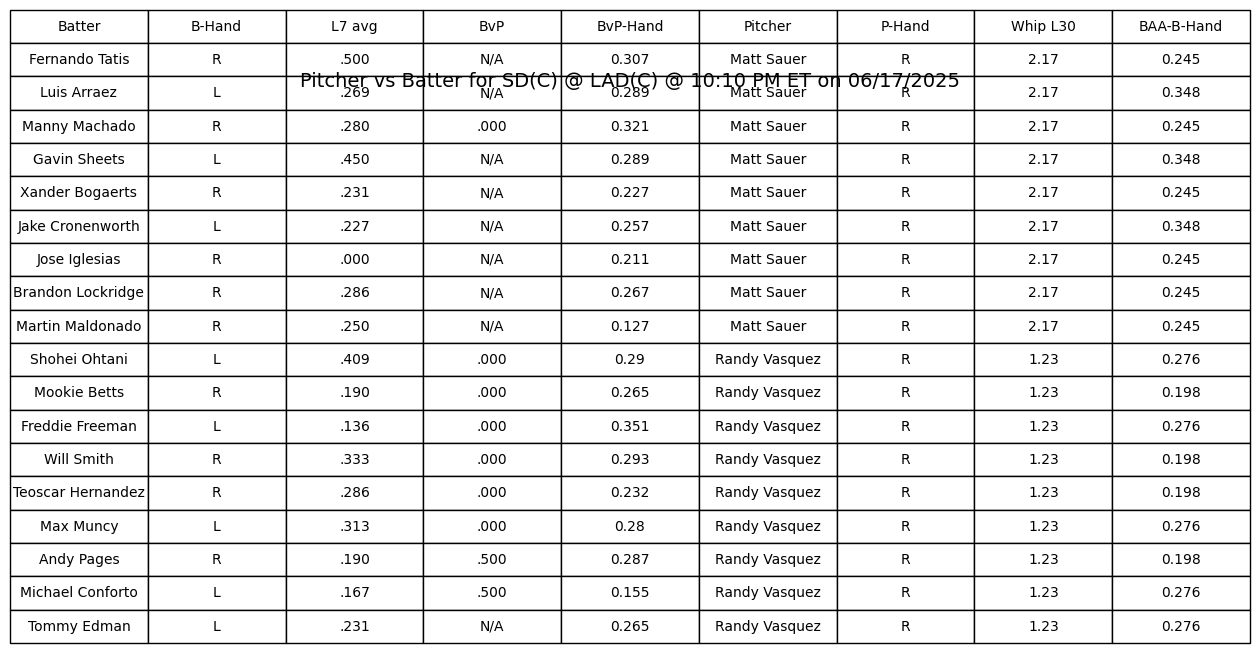 Batter B-Hand L7 avg BvP BvP-Hand Pitcher P-Hand Whip L30 BAA-B-Hand
Fernando Tatis R .500 N/A 0.307 Matt Sauer R 2.17 0.245
Pitcher vs Batter for SD(C) @ LAD(C) @ 10:10 PM ET on 06/17/2025
Luis Arraez L .269 N/A 0.289 Matt Sauer R 2.17 0.348
Manny Machado R .280 .000 0.321 Matt Sauer R 2.17 0.245
Gavin Sheets L .450 N/A 0.289 Matt Sauer R 2.17 0.348
Xander Bogaerts R .231 N/A 0.227 Matt Sauer R 2.17 0.245
Jake Cronenworth L .227 N/A 0.257 Matt Sauer R 2.17 0.348
Jose Iglesias R .000 N/A 0.211 Matt Sauer R 2.17 0.245
Brandon Lockridge R .286 N/A 0.267 Matt Sauer R 2.17 0.245
Martin Maldonado R .250 N/A 0.127 Matt Sauer R 2.17 0.245
Shohei Ohtani L .409 .000 0.29 Randy Vasquez R 1.23 0.276
Mookie Betts R .190 .000 0.265 Randy Vasquez R 1.23 0.198
Freddie Freeman L .136 .000 0.351 Randy Vasquez R 1.23 0.276
Will Smith R .333 .000 0.293 Randy Vasquez R 1.23 0.198
Teoscar Hernandez R .286 .000 0.232 Randy Vasquez R 1.23 0.198
Max Muncy L .313 .000 0.28 Randy Vasquez R 1.23 0.276
Andy Pages R .190 .500 0.287 Randy Vasquez R 1.23 0.198
Michael Conforto L .167 .500 0.155 Randy Vasquez R 1.23 0.276
Tommy Edman L .231 N/A 0.265 Randy Vasquez R 1.23 0.276